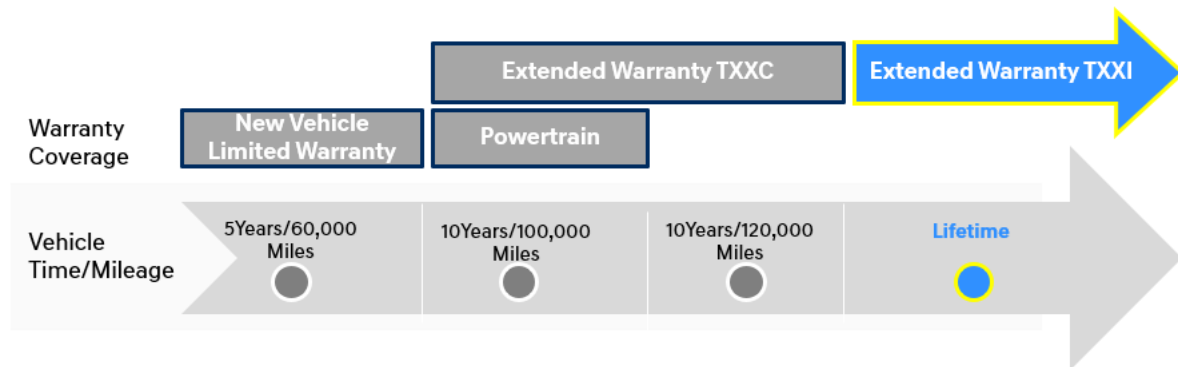 Extended Warranty TXXC
Extended Warranty TXXI
Warranty
Coverage
New Vehicle
Limited Warranty
Powertrain
Vehicle
Time/Mileage
5Years/60,000
Miles
10Years/100,000
Miles
10Years/120,000
Miles
Lifetime